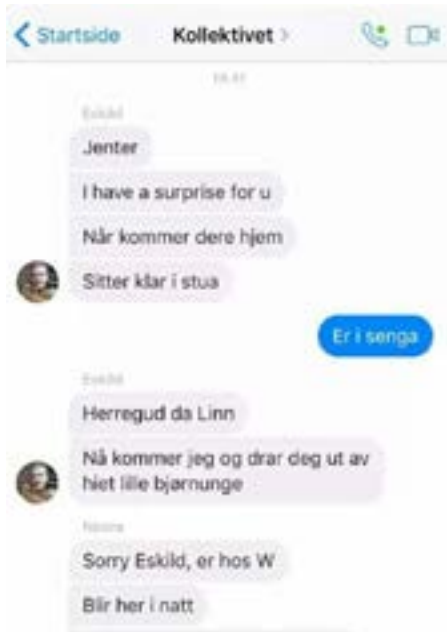 Startside
Kollektivet
Eskild
Jenter
I have a surprise for u
Når kommer dere hjem
Sitter klar i stua
Er i senga
Eskild
Herregud da Linn
Nå kommer jeg og drar deg ut av
hiet lille bjørnunge
Noora
Sorry Eskild, er hos W
Blir her i natt